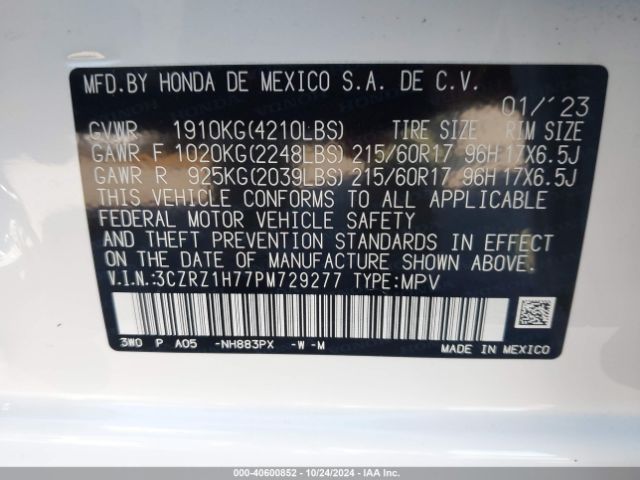 MFD.BY HONDA DE MEXICO S.A. DE C.V.
01/'23
GVWR 1910KG(4210LBS) TIRE SIZE RIM SIZE
GAWR F 1020KG(2248LBS) 215/60R17 96H 17X6.5J
GAWR R 925KG(2039LBS) 215/60R17 96H 17X6.5J
THIS VEHICLE CONFORMS TO ALL APPLICABLE
FEDERAL MOTOR VEHICLE SAFETY
AND THEFT PREVENTION STANDARDS IN EFFECT
ON THE DATE OF MANUFACTURE SHOWN ABOVE.
V.I.N.:3CZRZ1H77PM729277 TYPE:MPV
3W0 P A05 -NH883PX -W -M
MADE IN MEXICO
000-40600852 - 10/24/2024 - IAA Inc.